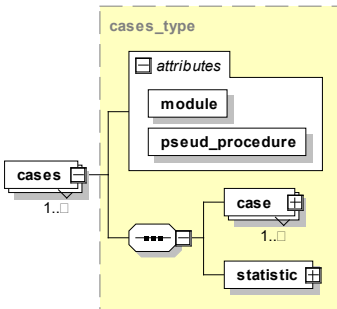 cases_type
attributes
module
pseud_procedure
cases
1..□
case
1..□
statistic